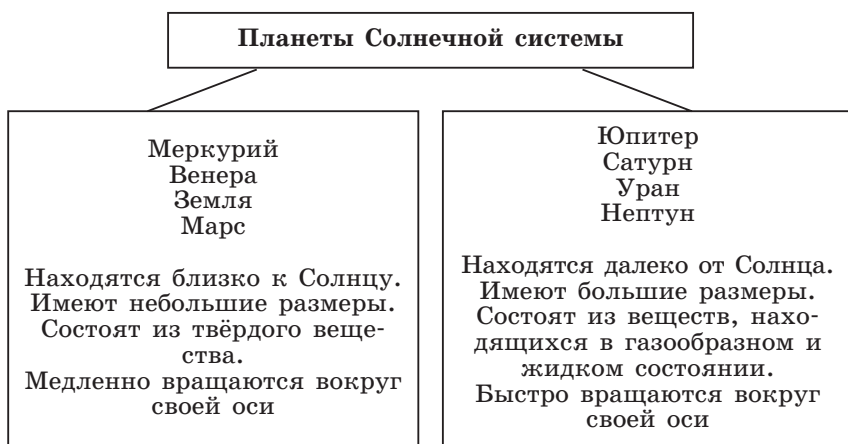 Планеты Солнечной системы
Меркурий
Венера
Земля
Марс
Находятся близко к Солнцу.
Имеют небольшие размеры.
Состоят из твёрдого веще-
ства.
Медленно вращаются вокруг
своей оси
Юпитер
Сатурн
Уран
Нептун
Находятся далеко от Солнца.
Имеют большие размеры.
Состоят из веществ, нахо-
дящихся в газообразном и
жидком состоянии.
Быстро вращаются вокруг
своей оси